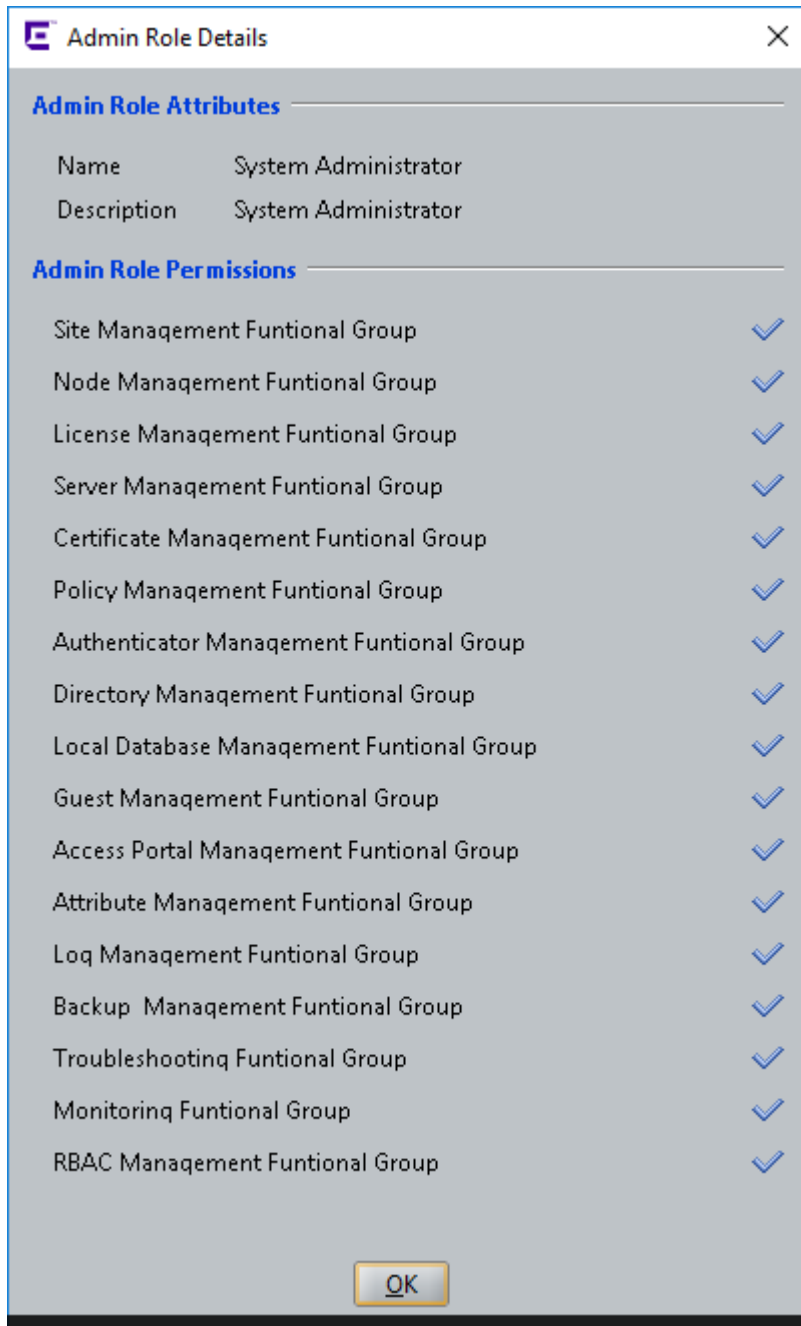 Admin Role Details
Admin Role Attributes
Name System Administrator
Description System Administrator
Admin Role Permissions
Site Management Funtional Group
Node Management Funtional Group
License Management Funtional Group
Server Management Funtional Group
Certificate Management Funtional Group
Policy Management Funtional Group
Authenticator Management Funtional Group
Directory Management Funtional Group
Local Database Management Funtional Group
Guest Management Funtional Group
Access Portal Management Funtional Group
Attribute Management Funtional Group
Log Management Funtional Group
Backup  Management Funtional Group
Troubleshooting Funtional Group
Monitoring Funtional Group
RBAC Management Funtional Group
OK